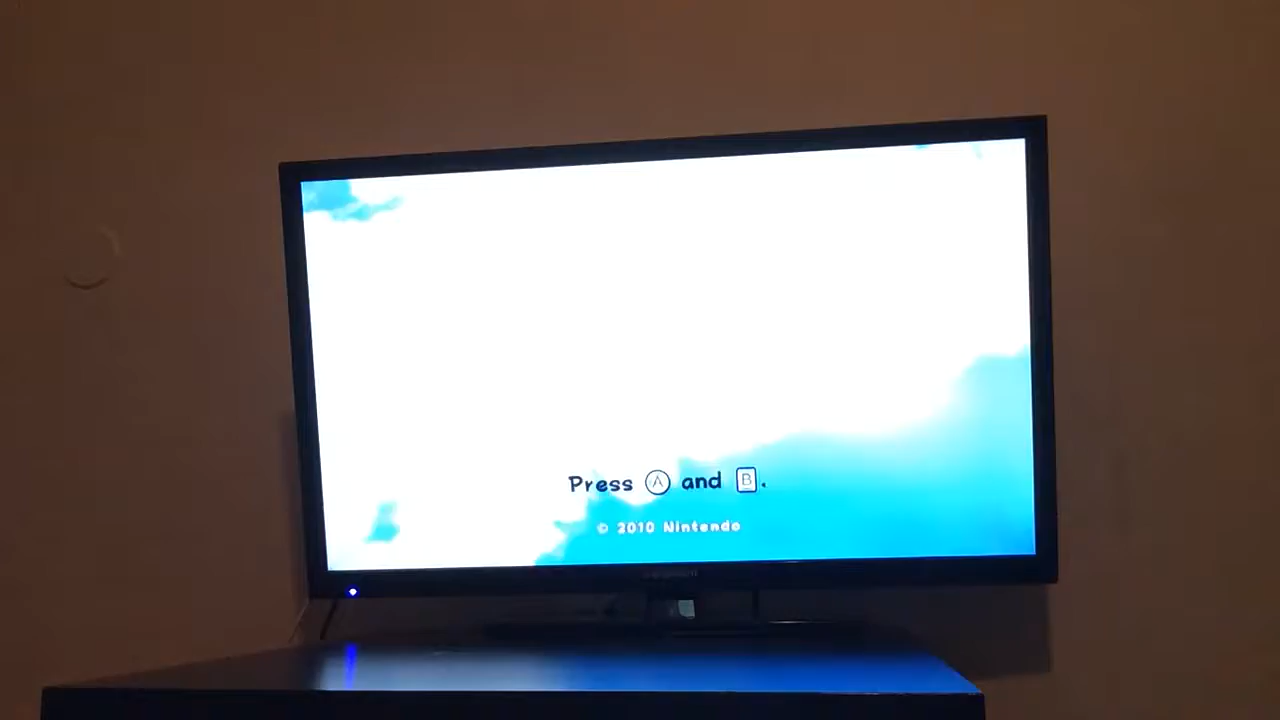 Press Ⓐ and B.
© 2010 Nintendo